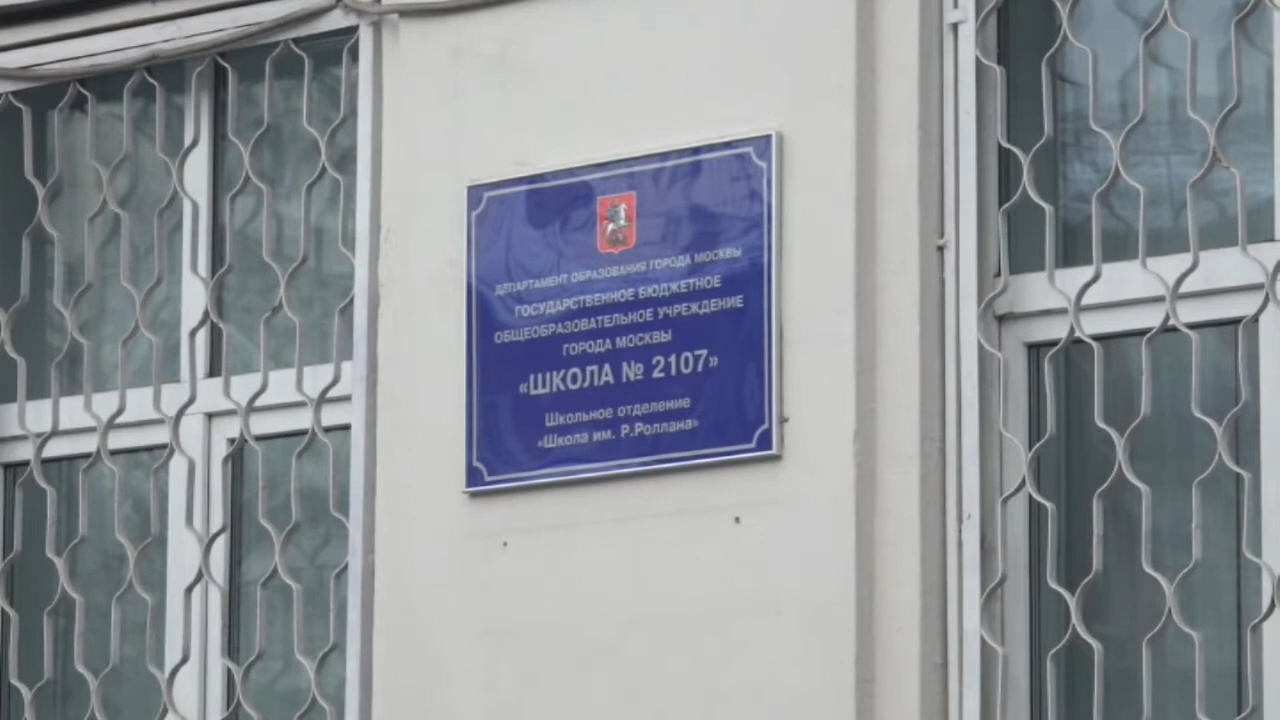 ДЕПАРТАМЕНТ ОБРАЗОВАНИЯ ГОРОДА МОСКВЫ
ГОСУДАРСТВЕННОЕ БЮДЖЕТНОЕ
ОБЩЕОБРАЗОВАТЕЛЬНОЕ УЧРЕЖДЕНИЕ
ГОРОДА МОСКВЫ
«ШКОЛА № 2107»
Школьное отделение
«Школа им. Р.Роллана»